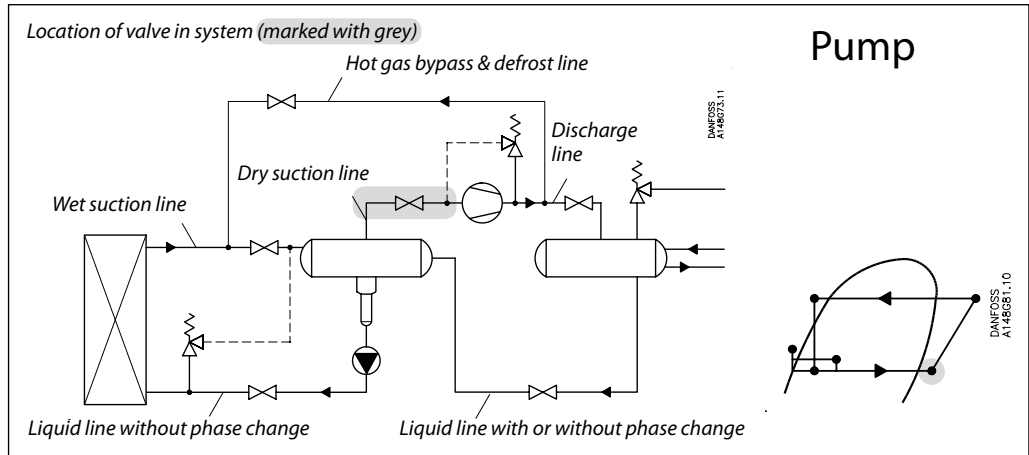 Location of valve in system (marked with grey)
Pump
Hot gas bypass & defrost line
DANFOSS
A148G73.11
Discharge
line
Dry suction line
Wet suction line
DANFOSS
A148G81.10
Liquid line without phase change
Liquid line with or without phase change